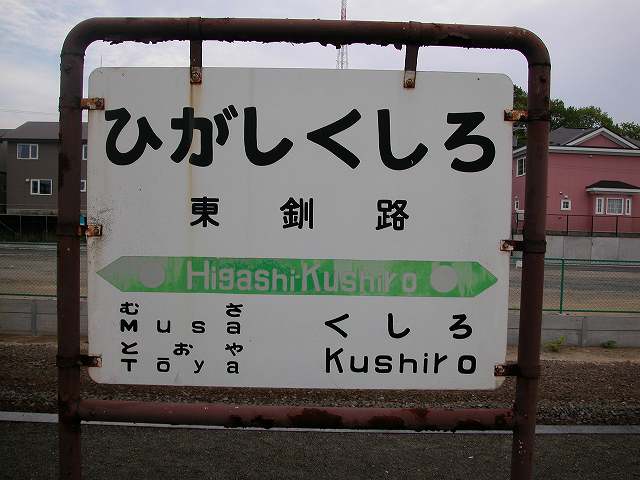 ひがしくしろ
東釧路
Higashi-Kushiro
むさ
Musa
とおや
Tōya
くしろ
Kushiro